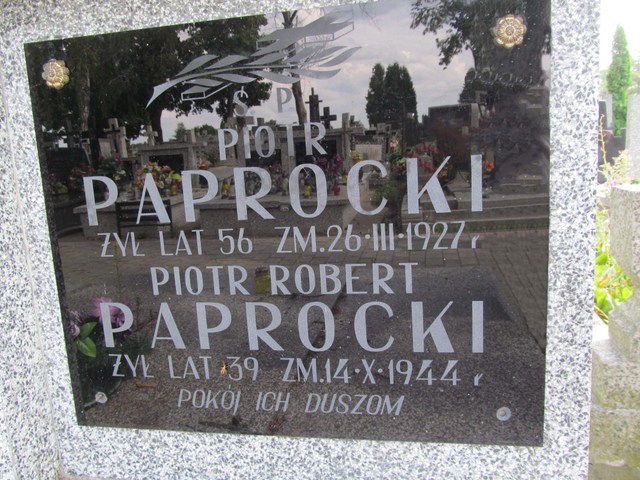 Ś P
PIOTR
PAPROCKI
ŻYŁ LAT 56 ZM. 26·III·1927 r
PIOTR ROBERT
PAPROCKI
ŻYŁ LAT 39 ZM. 14·X·1944 r
POKÓJ ICH DUSZOM